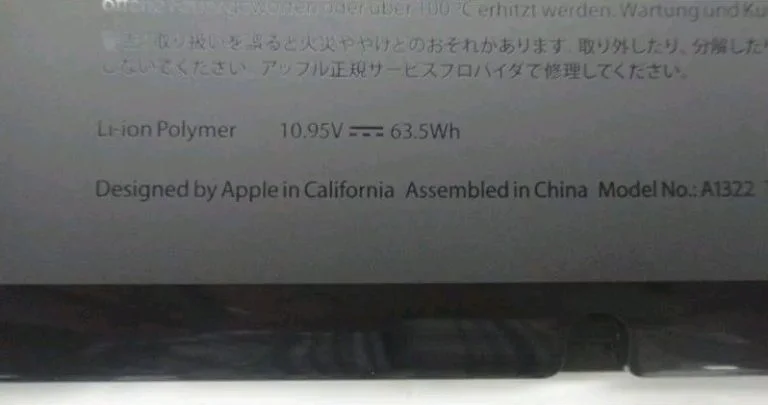 oder über 100 °C erhitzt werden. Wartung und Ku
取り扱いを誤ると火災ややけどのおそれがあります 取り外したり、分解した
しないでください アップル正規サービスプロバイダで修理してください。
Li-ion Polymer 10.95V 63.5Wh
Designed by Apple in California Assembled in China Model No.: A1322